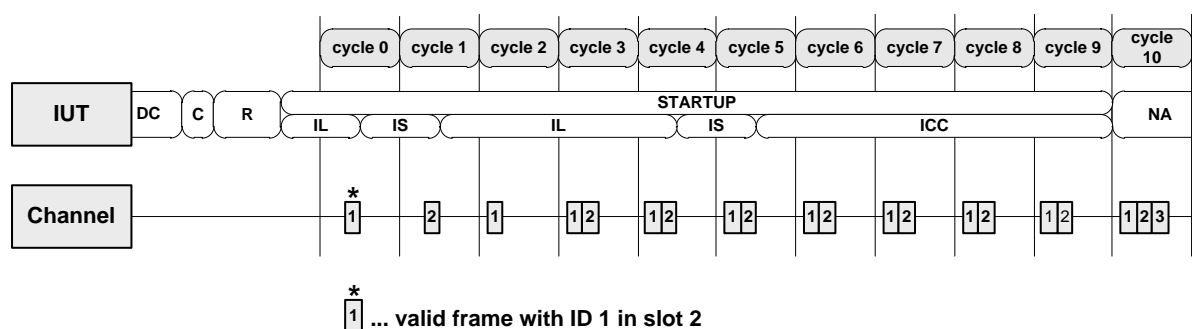 cycle 0 cycle 1 cycle 2 cycle 3 cycle 4 cycle 5 cycle 6 cycle 7 cycle 8 cycle 9 cycle 10
IUT DC C R STARTUP NA
IL IS IL IS ICC
*
Channel 1 2 1 1 2 1 2 1 2 1 2 1 2 1 2 1 2 1 2 3
*
1 ... valid frame with ID 1 in slot 2